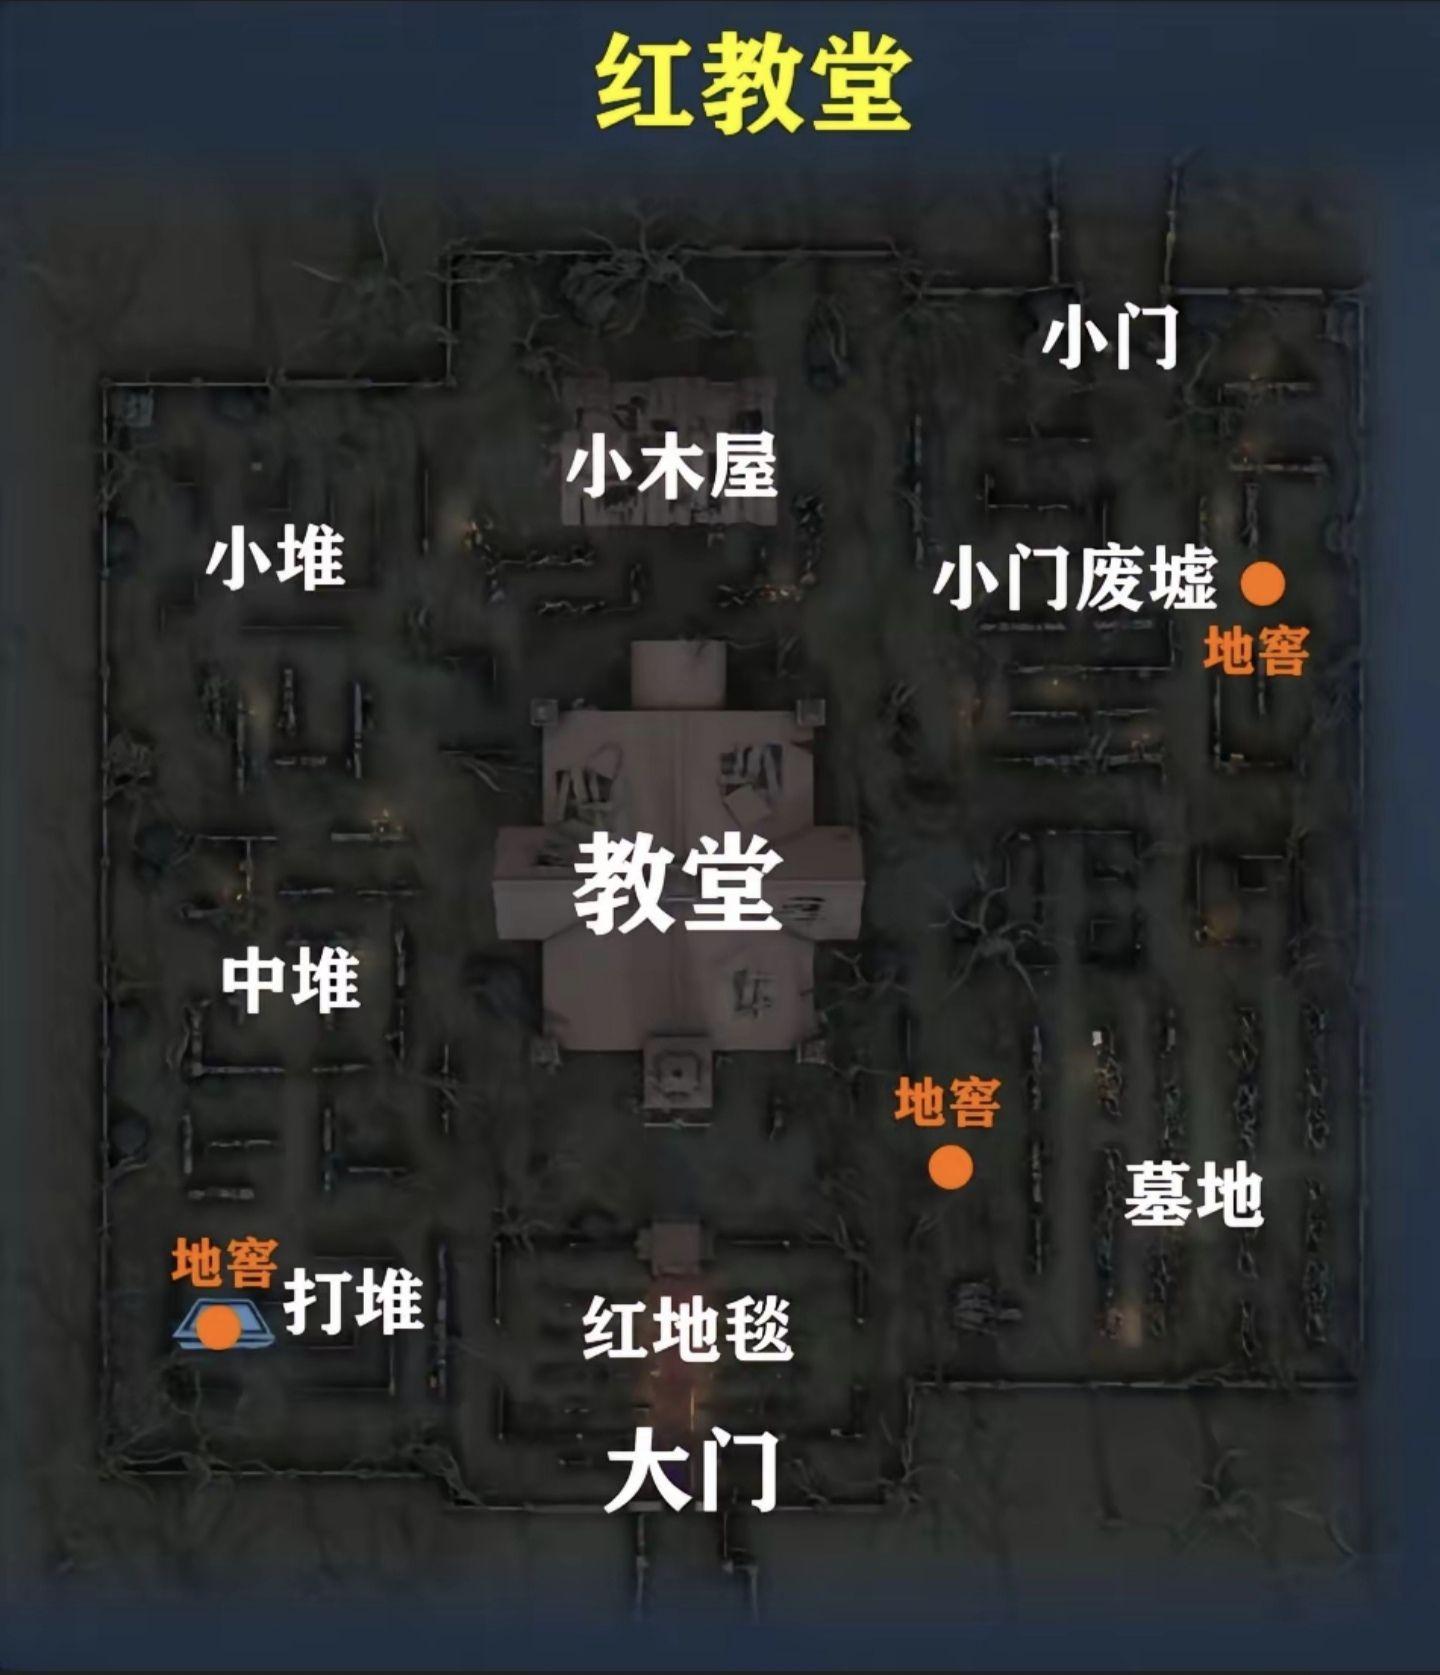 红教堂
小门
小木屋
小堆
小门废墟
地窖
教堂
中堆
地窖
墓地
地窖
打堆
红地毯
大门